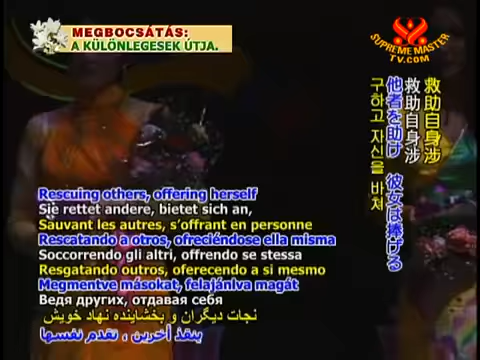 MEGBOCSÁTÁS:
A KÜLÖNLEGESEK ÚTJA.
SUPREME MASTER
TV.COM
救助自身涉
救助自身涉
他者を助け 彼女は捧げる
구하고 자신을 바쳐
Rescuing others, offering herself
Sie rettet andere, bietet sich an,
Sauvant les autres, s'offrant en personne
Rescatando a otros, ofreciéndose ella misma
Soccorrendo gli altri, offrendo se stessa
Resgatando outros, oferecendo a si mesmo
Megmentve másokat, felajánlva magát
Ведя других, отдавая себя
نجات دیگران و بخشاینده نهاد خویش
ينقذ آخرين ، تقدم نفسها